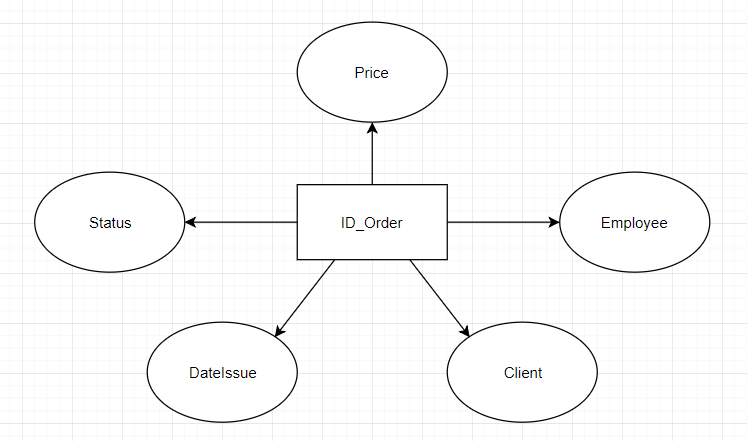 Price
Status
ID_Order
Employee
DateIssue
Client